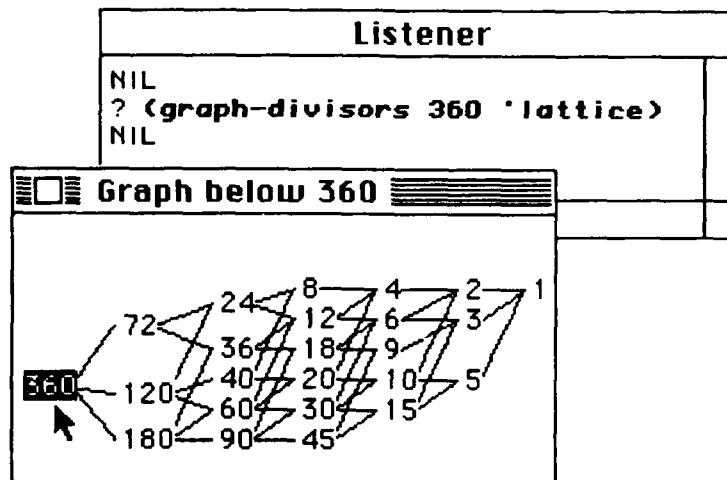 Listener
NIL
? (graph-divisors 360 'lattice)
NIL
Graph below 360
8 4 2 1
24
72 12 6 3
36 18 9
360 120 40 20 10 5
60 30 15
180 90 45